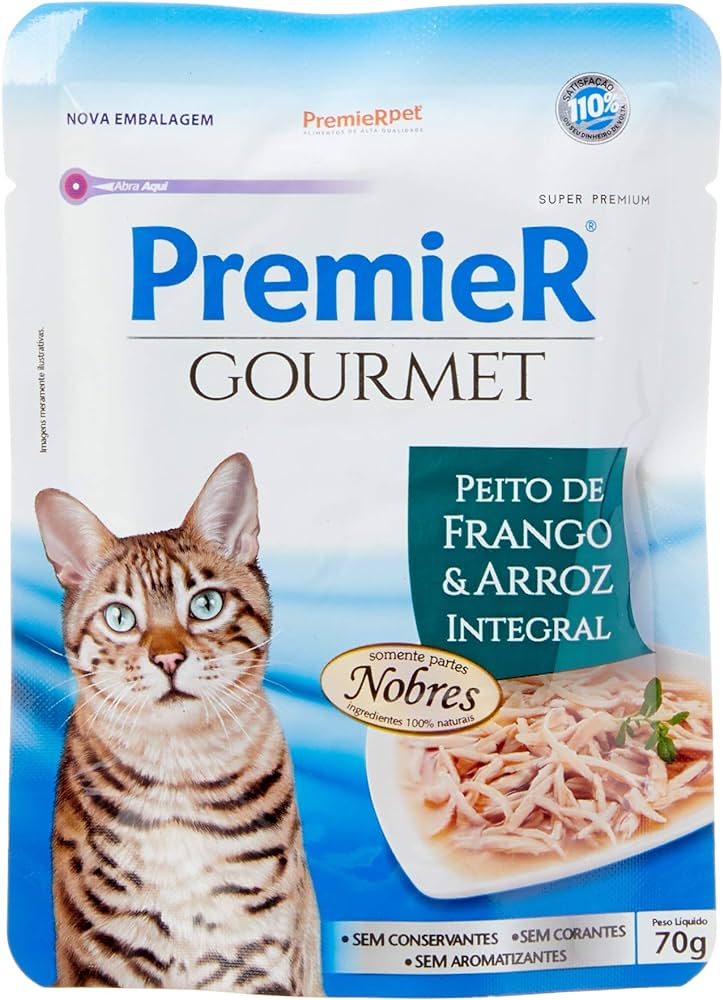 NOVA EMBALAGEM
PremieRpet®
ALIMENTOS DE ALTA QUALIDADE
SATISFAÇÃO
110%
OU SEU DINHEIRO DE VOLTA
Abra Aqui
SUPER PREMIUM
PremieR®
GOURMET
Imagens meramente ilustrativas.
PEITO DE
FRANGO
& ARROZ
INTEGRAL
somente partes
Nobres
ingredientes 100% naturais
• SEM CONSERVANTES • SEM CORANTES
• SEM AROMATIZANTES
Peso Líquido
70g